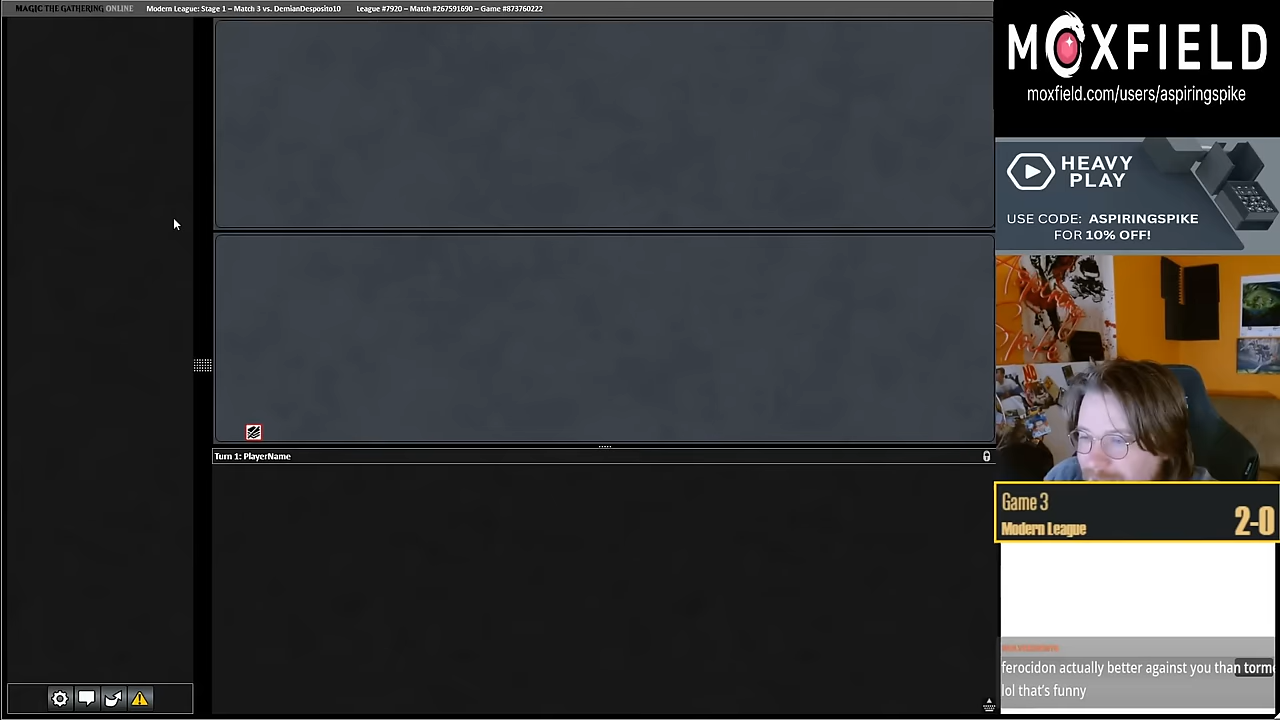 MAGIC THE GATHERING ONLINE Modern League: Stage 1 – Match 3 vs. DemianDesposito10 League #7920 – Match #267591690 – Game #873760222
MOXFIELD
moxfield.com/users/aspiringspike
HEAVY
PLAY
USE CODE: ASPIRINGSPIKE
FOR 10% OFF!
Turn 1: PlayerName
Game 3
Modern League
2-0
ferocidon actually better against you than torme
lol that's funny